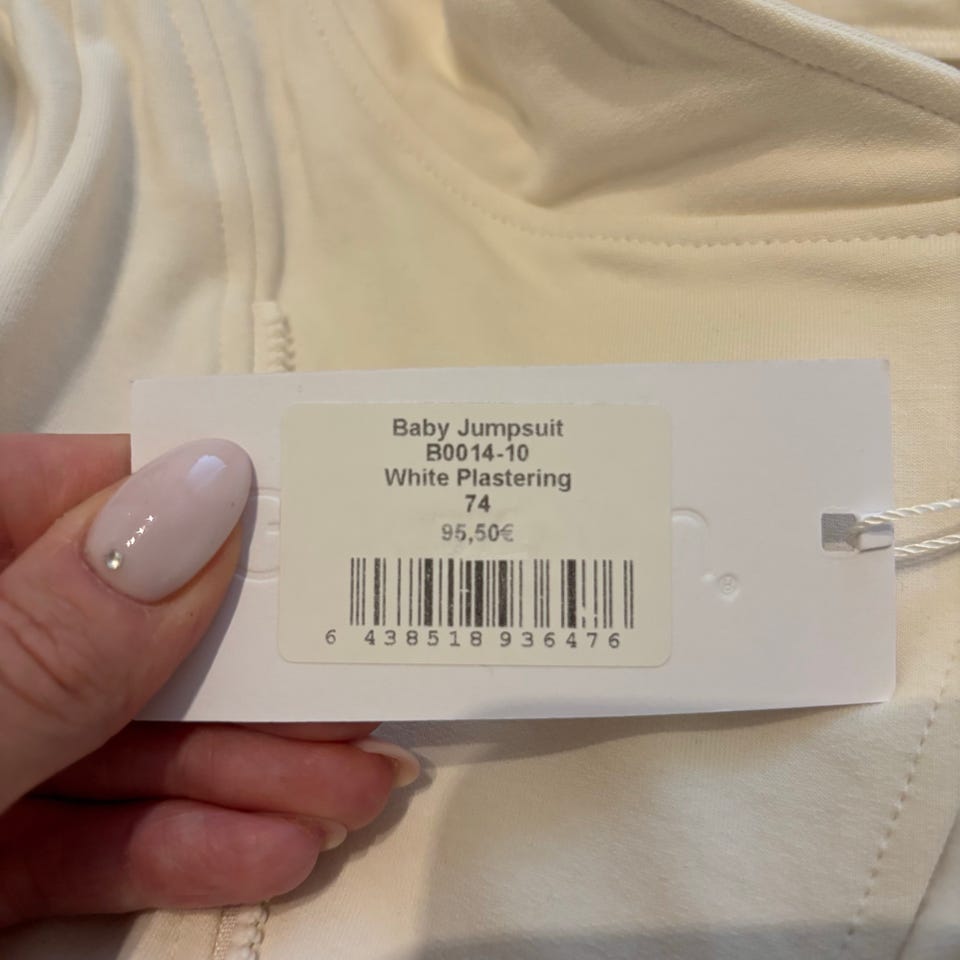 Baby Jumpsuit
B0014-10
White Plastering
74
95,50€
6 438518 936476
®